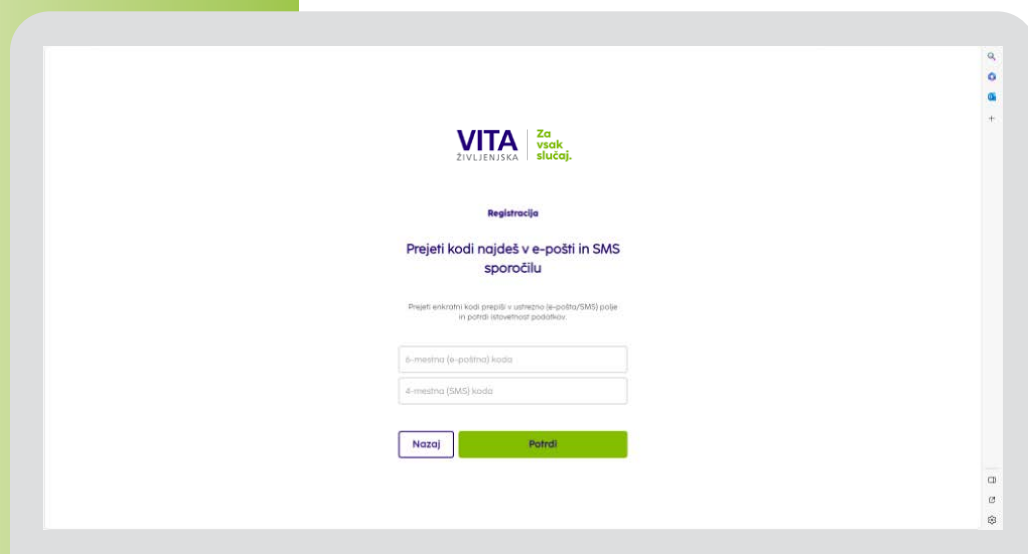 VITA
ŽIVLJENJSKA
Za
vsak
slučaj.
Registracija
Prejeti kodi najdeš v e-pošti in SMS
sporočilu
Prejeti enkratni kodi prepiši v ustrezno (e-pošta/SMS) polje
in potrdi istovetnost podatkov.
6-mestna (e-poštna) koda
4-mestna (SMS) koda
Nazaj
Potrdi